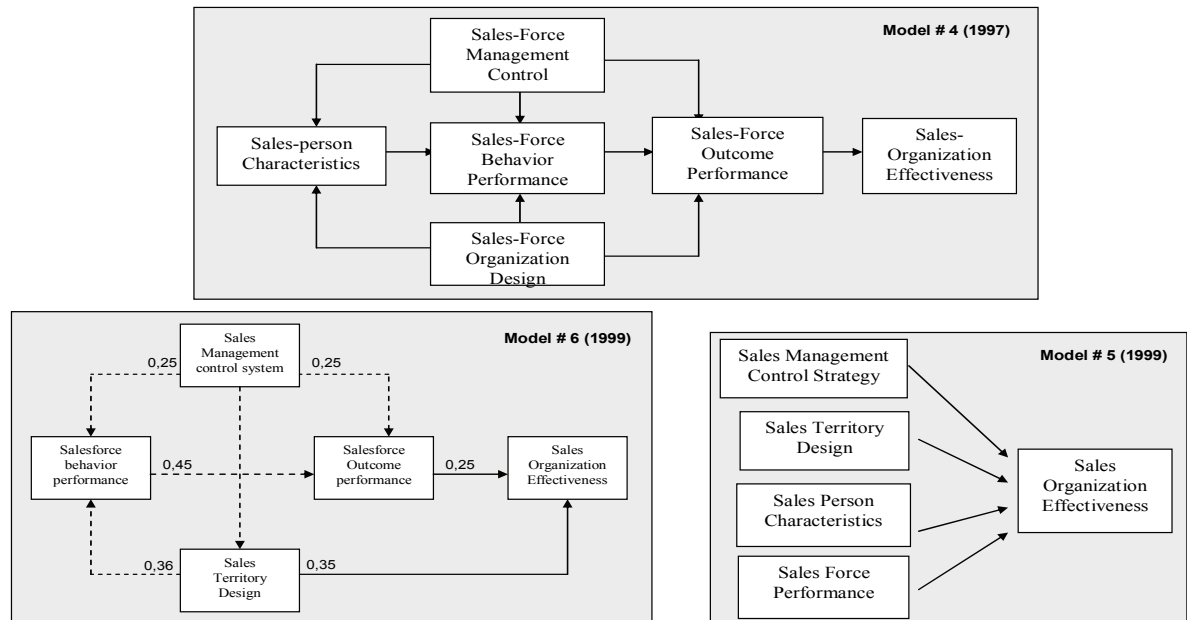 Model # 4 (1997)
Sales-Force
Management
Control
Sales-person
Characteristics
Sales-Force
Behavior
Performance
Sales-Force
Outcome
Performance
Sales-
Organization
Effectiveness
Sales-Force
Organization
Design
Model # 6 (1999)
Sales
Management
control system
0,25
0,25
Salesforce
behavior
performance
0,45
Salesforce
Outcome
performance
0,25
Sales
Organization
Effectiveness
0,36
Sales
Territory
Design
0,35
Model # 5 (1999)
Sales Management
Control Strategy
Sales Territory
Design
Sales Person
Characteristics
Sales Force
Performance
Sales
Organization
Effectiveness